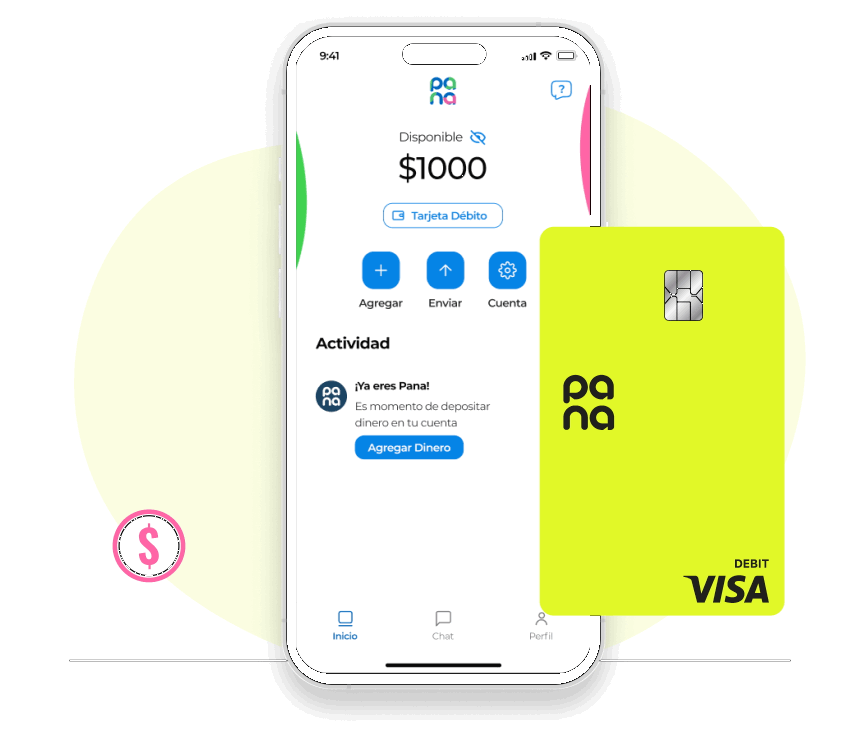 9:41
pa
na
?
Disponible
$1000
Tarjeta Débito
Agregar
Enviar
Cuenta
Actividad
pa
na
¡Ya eres Pana!
Es momento de depositar
dinero en tu cuenta
Agregar Dinero
Inicio
Chat
Perfil
pa
na
DEBIT
VISA
$